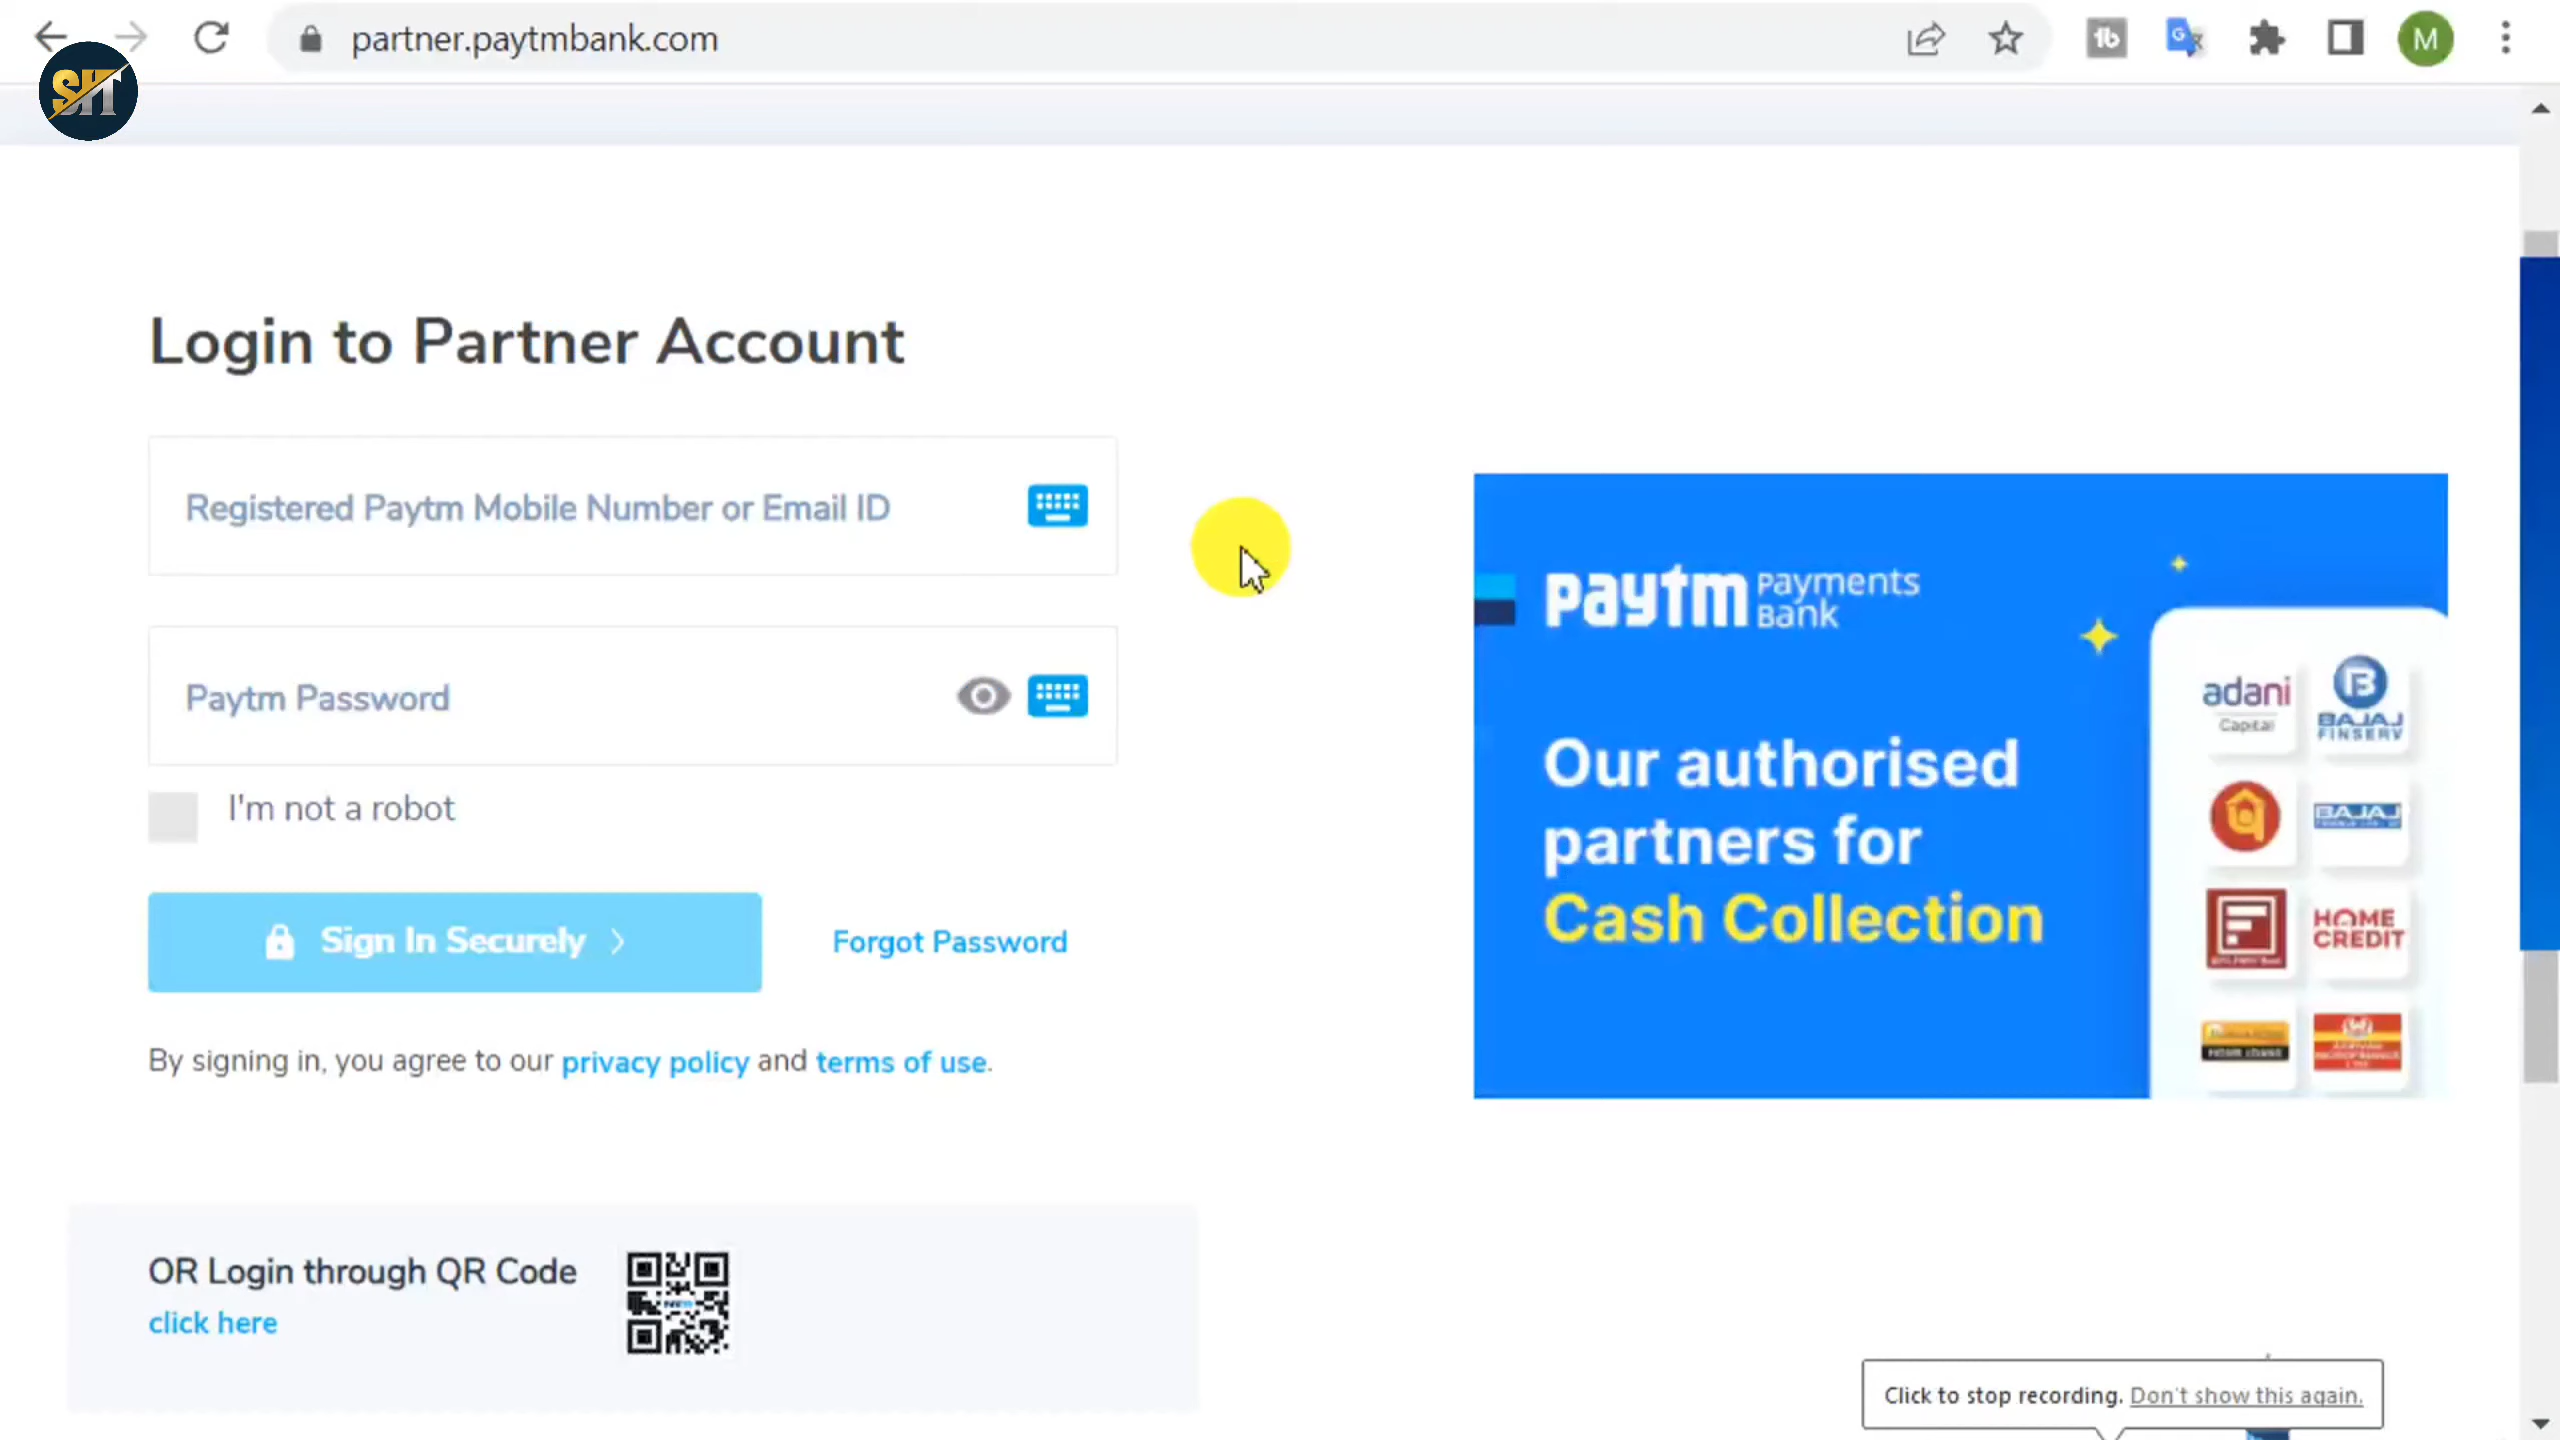 partner.paytmbank.com
M
SHT
Login to Partner Account
Registered Paytm Mobile Number or Email ID
Paytm Password
I'm not a robot
Sign In Securely
Forgot Password
By signing in, you agree to our privacy policy and terms of use.
OR Login through QR Code
click here
paytm Payments Bank
Our authorised
partners for
Cash Collection
adani
Capital
BAJAJ
FINSERV
BAJAJ
HOME
CREDIT
Click to stop recording. Don't show this again.